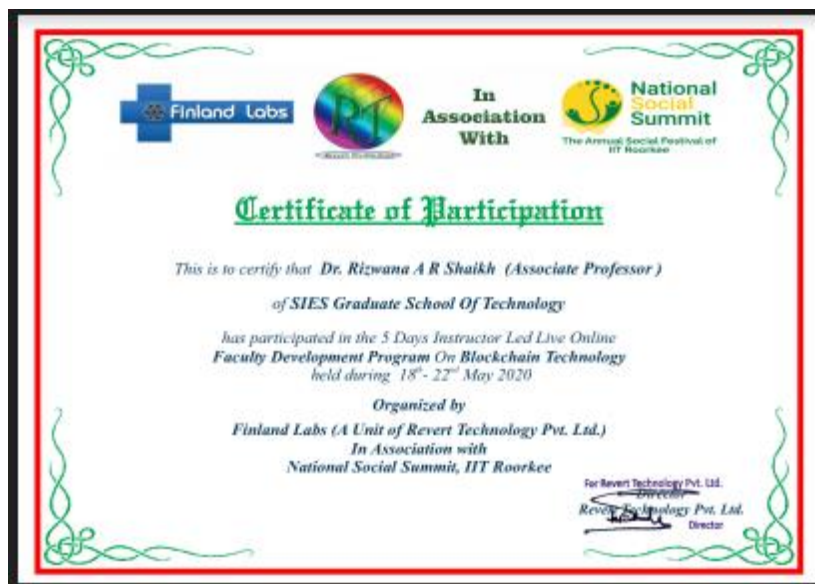 Finland Labs
RT
In
Association
With
National
Social
Summit
The Annual Social Festival of
IIT Roorkee
Certificate of Participation
This is to certify that Dr. Rizwana A R Shaikh (Associate Professor )
of SIES Graduate School Of Technology
has participated in the 5 Days Instructor Led Live Online
Faculty Development Program On Blockchain Technology
held during 18th- 22nd May 2020
Organized by
Finland Labs (A Unit of Revert Technology Pvt. Ltd.)
In Association with
National Social Summit, IIT Roorkee
For Revert Technology Pvt. Ltd.
Director
Revert Technology Pvt. Ltd.
Director